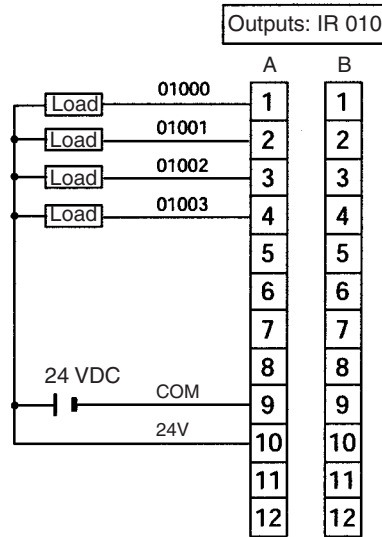 Outputs: IR 010
A B
Load 01000 1 1
Load 01001 2 2
Load 01002 3 3
Load 01003 4 4
5 5
6 6
7 7
8 8
24 VDC
COM 9 9
24V 10 10
11 11
12 12